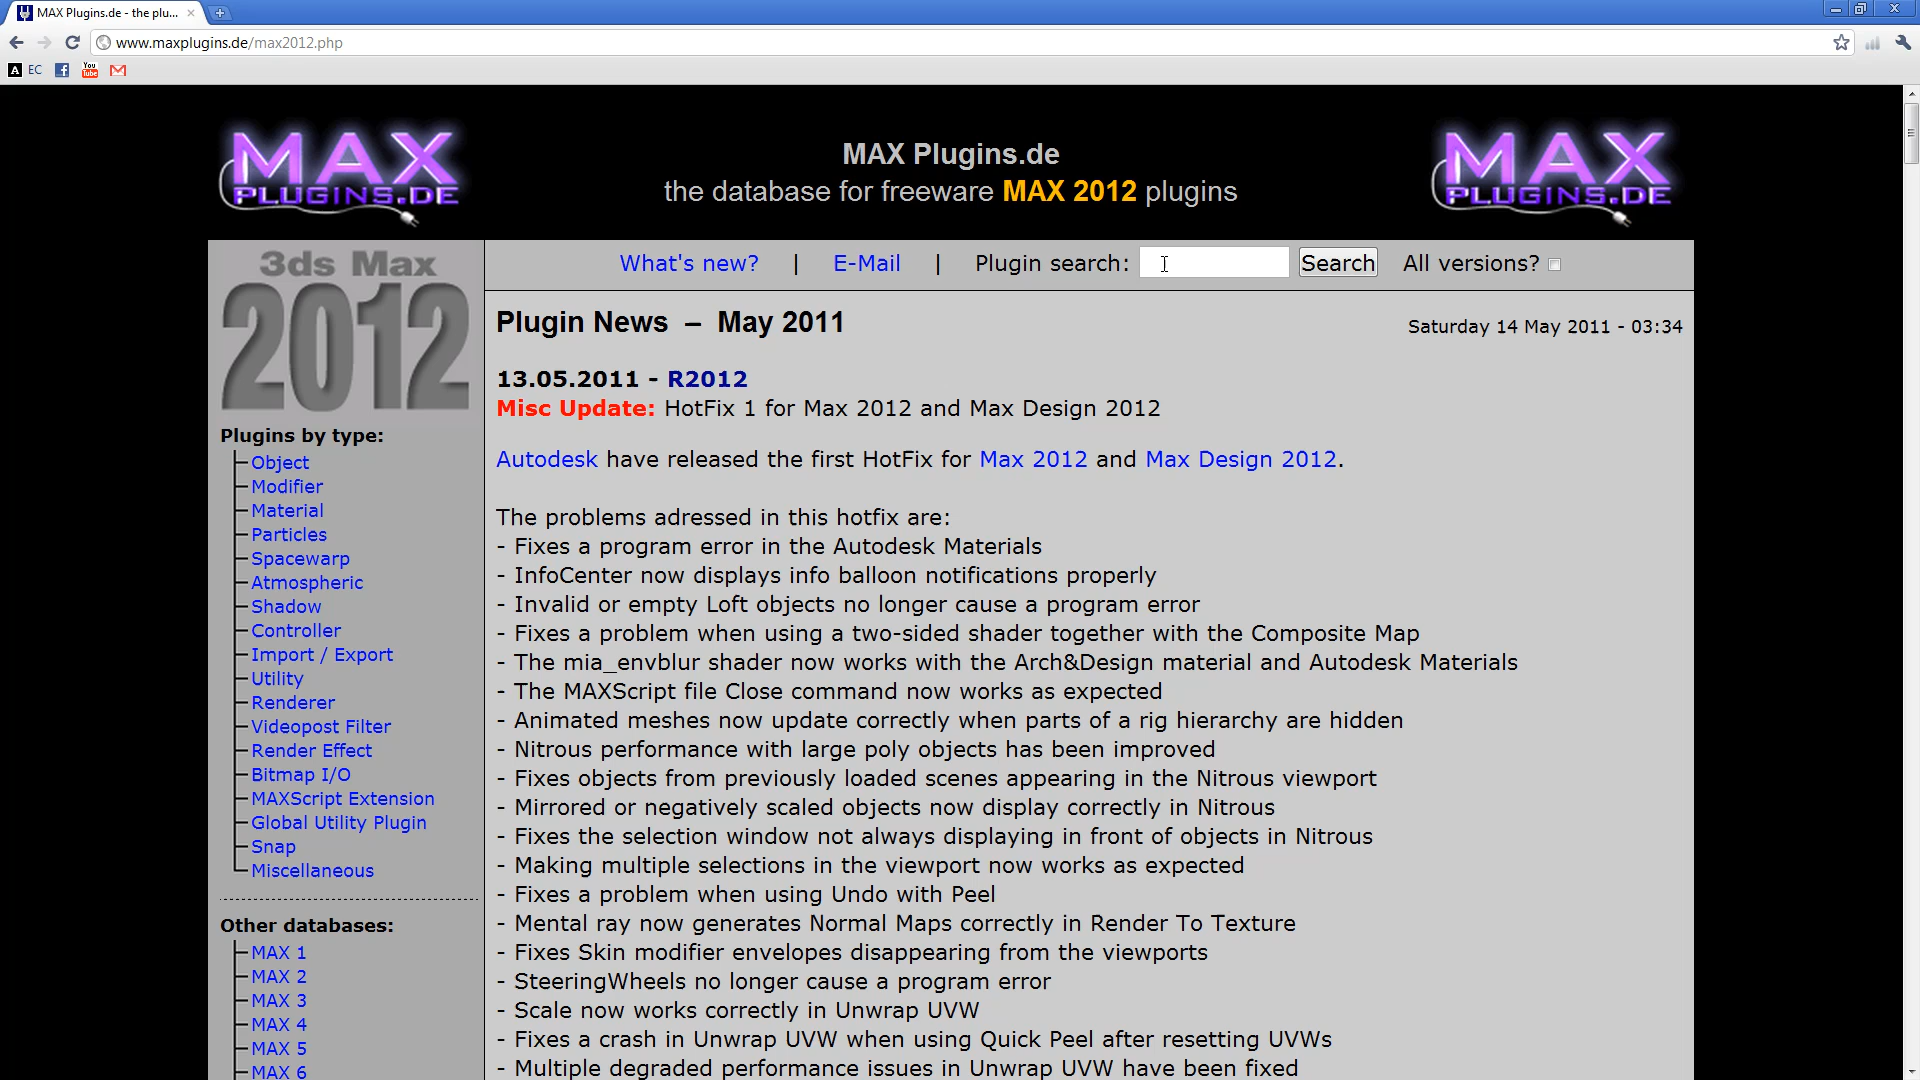 MAX Plugins.de - the plu...
www.maxplugins.de/max2012.php
A EC f You Tube M
MAX
PLUGINS.DE
MAX Plugins.de
the database for freeware MAX 2012 plugins
MAX
PLUGINS.DE
3ds Max
2012
What's new? | E-Mail | Plugin search: Search All versions?
Plugin News – May 2011
Saturday 14 May 2011 - 03:34
13.05.2011 - R2012
Misc Update: HotFix 1 for Max 2012 and Max Design 2012
Autodesk have released the first HotFix for Max 2012 and Max Design 2012.
The problems adressed in this hotfix are:
- Fixes a program error in the Autodesk Materials
- InfoCenter now displays info balloon notifications properly
- Invalid or empty Loft objects no longer cause a program error
- Fixes a problem when using a two-sided shader together with the Composite Map
- The mia_envblur shader now works with the Arch&Design material and Autodesk Materials
- The MAXScript file Close command now works as expected
- Animated meshes now update correctly when parts of a rig hierarchy are hidden
- Nitrous performance with large poly objects has been improved
- Fixes objects from previously loaded scenes appearing in the Nitrous viewport
- Mirrored or negatively scaled objects now display correctly in Nitrous
- Fixes the selection window not always displaying in front of objects in Nitrous
- Making multiple selections in the viewport now works as expected
- Fixes a problem when using Undo with Peel
- Mental ray now generates Normal Maps correctly in Render To Texture
- Fixes Skin modifier envelopes disappearing from the viewports
- SteeringWheels no longer cause a program error
- Scale now works correctly in Unwrap UVW
- Fixes a crash in Unwrap UVW when using Quick Peel after resetting UVWs
- Multiple degraded performance issues in Unwrap UVW have been fixed
Plugins by type:
Object
Modifier
Material
Particles
Spacewarp
Atmospheric
Shadow
Controller
Import / Export
Utility
Renderer
Videopost Filter
Render Effect
Bitmap I/O
MAXScript Extension
Global Utility Plugin
Snap
Miscellaneous
Other databases:
MAX 1
MAX 2
MAX 3
MAX 4
MAX 5
MAX 6